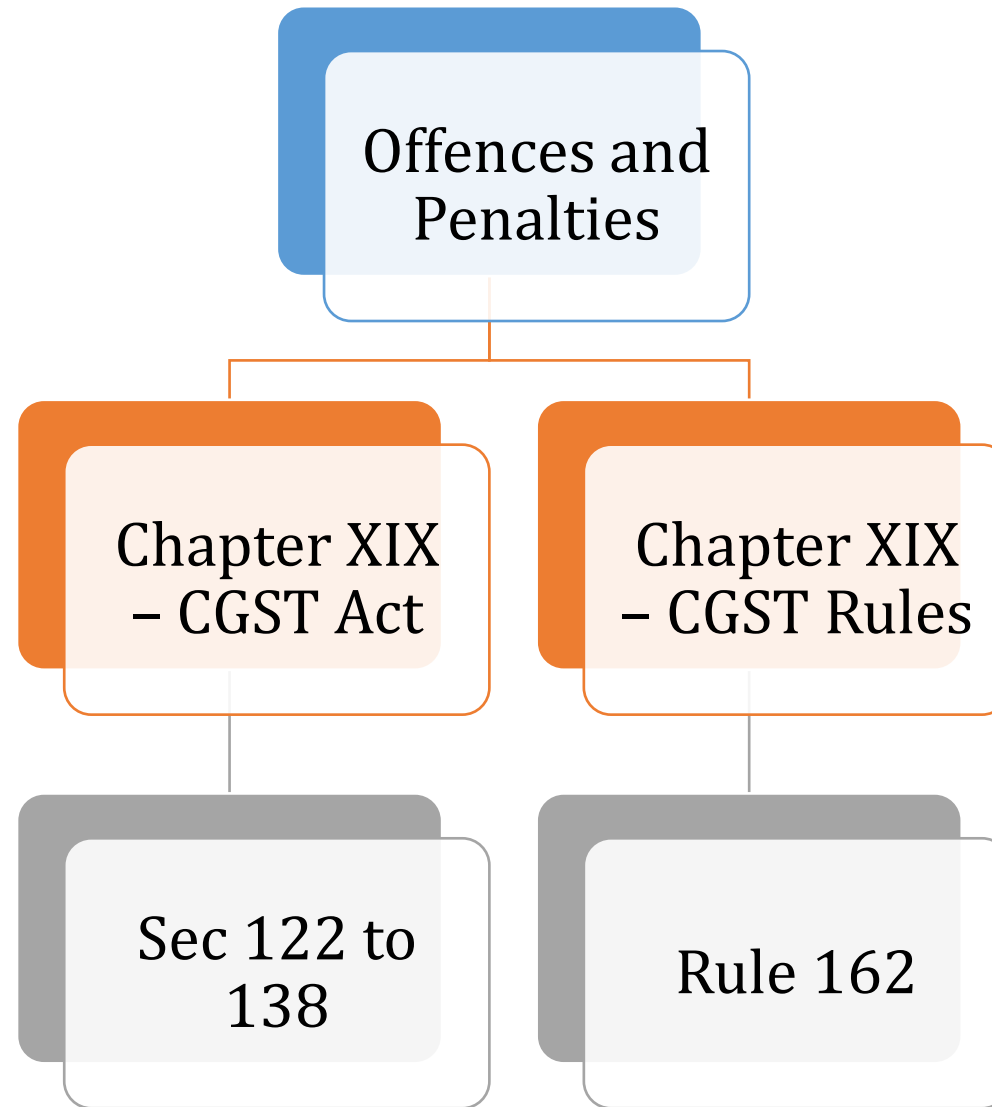 Offences and
Penalties
Chapter XIX
– CGST Act
Chapter XIX
– CGST Rules
Sec 122 to
138
Rule 162